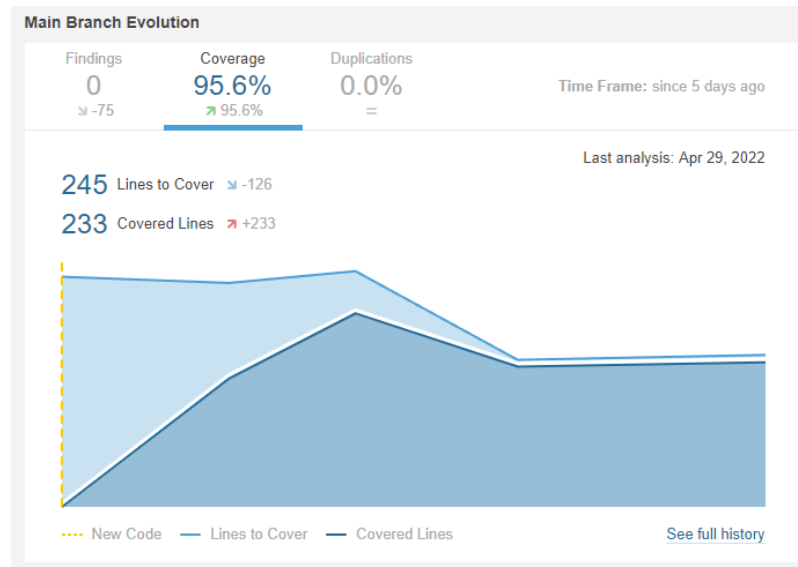 Main Branch Evolution
Findings
0
-75
Coverage
95.6%
95.6%
Duplications
0.0%
=
Time Frame: since 5 days ago
Last analysis: Apr 29, 2022
245 Lines to Cover -126
233 Covered Lines +233
New Code
Lines to Cover
Covered Lines
See full history